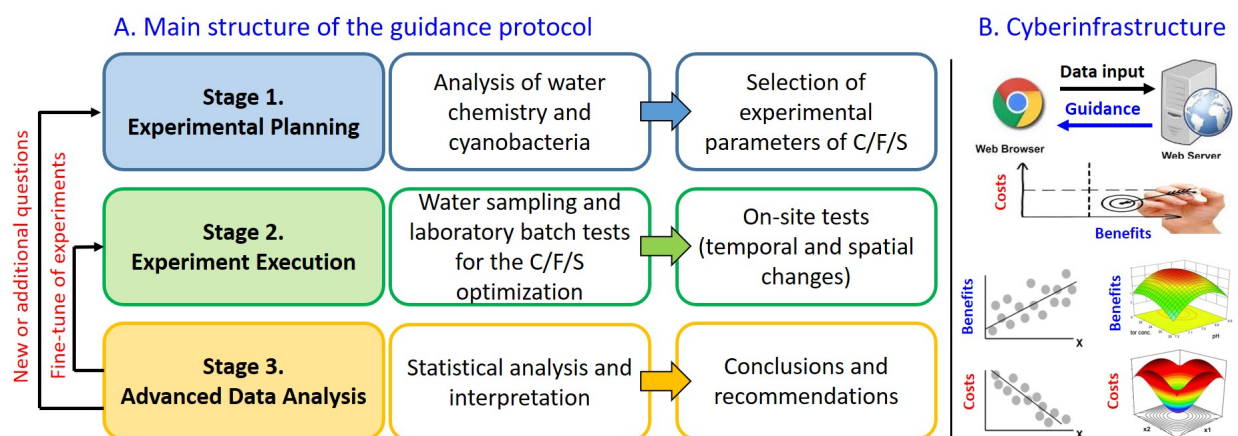 A. Main structure of the guidance protocol
New or additional questions
Fine-tune of experiments
Stage 1.
Experimental Planning
Analysis of water
chemistry and
cyanobacteria
Selection of
experimental
parameters of C/F/S
Stage 2.
Experiment Execution
Water sampling and
laboratory batch tests
for the C/F/S
optimization
On-site tests
(temporal and spatial
changes)
Stage 3.
Advanced Data Analysis
Statistical analysis and
interpretation
Conclusions and
recommendations
B. Cyberinfrastructure
Data input
Guidance
Web Browser
Web Server
Costs
Benefits
Benefits
X
Benefits
tor conc.
pH
Costs
X
Costs
x2
x1